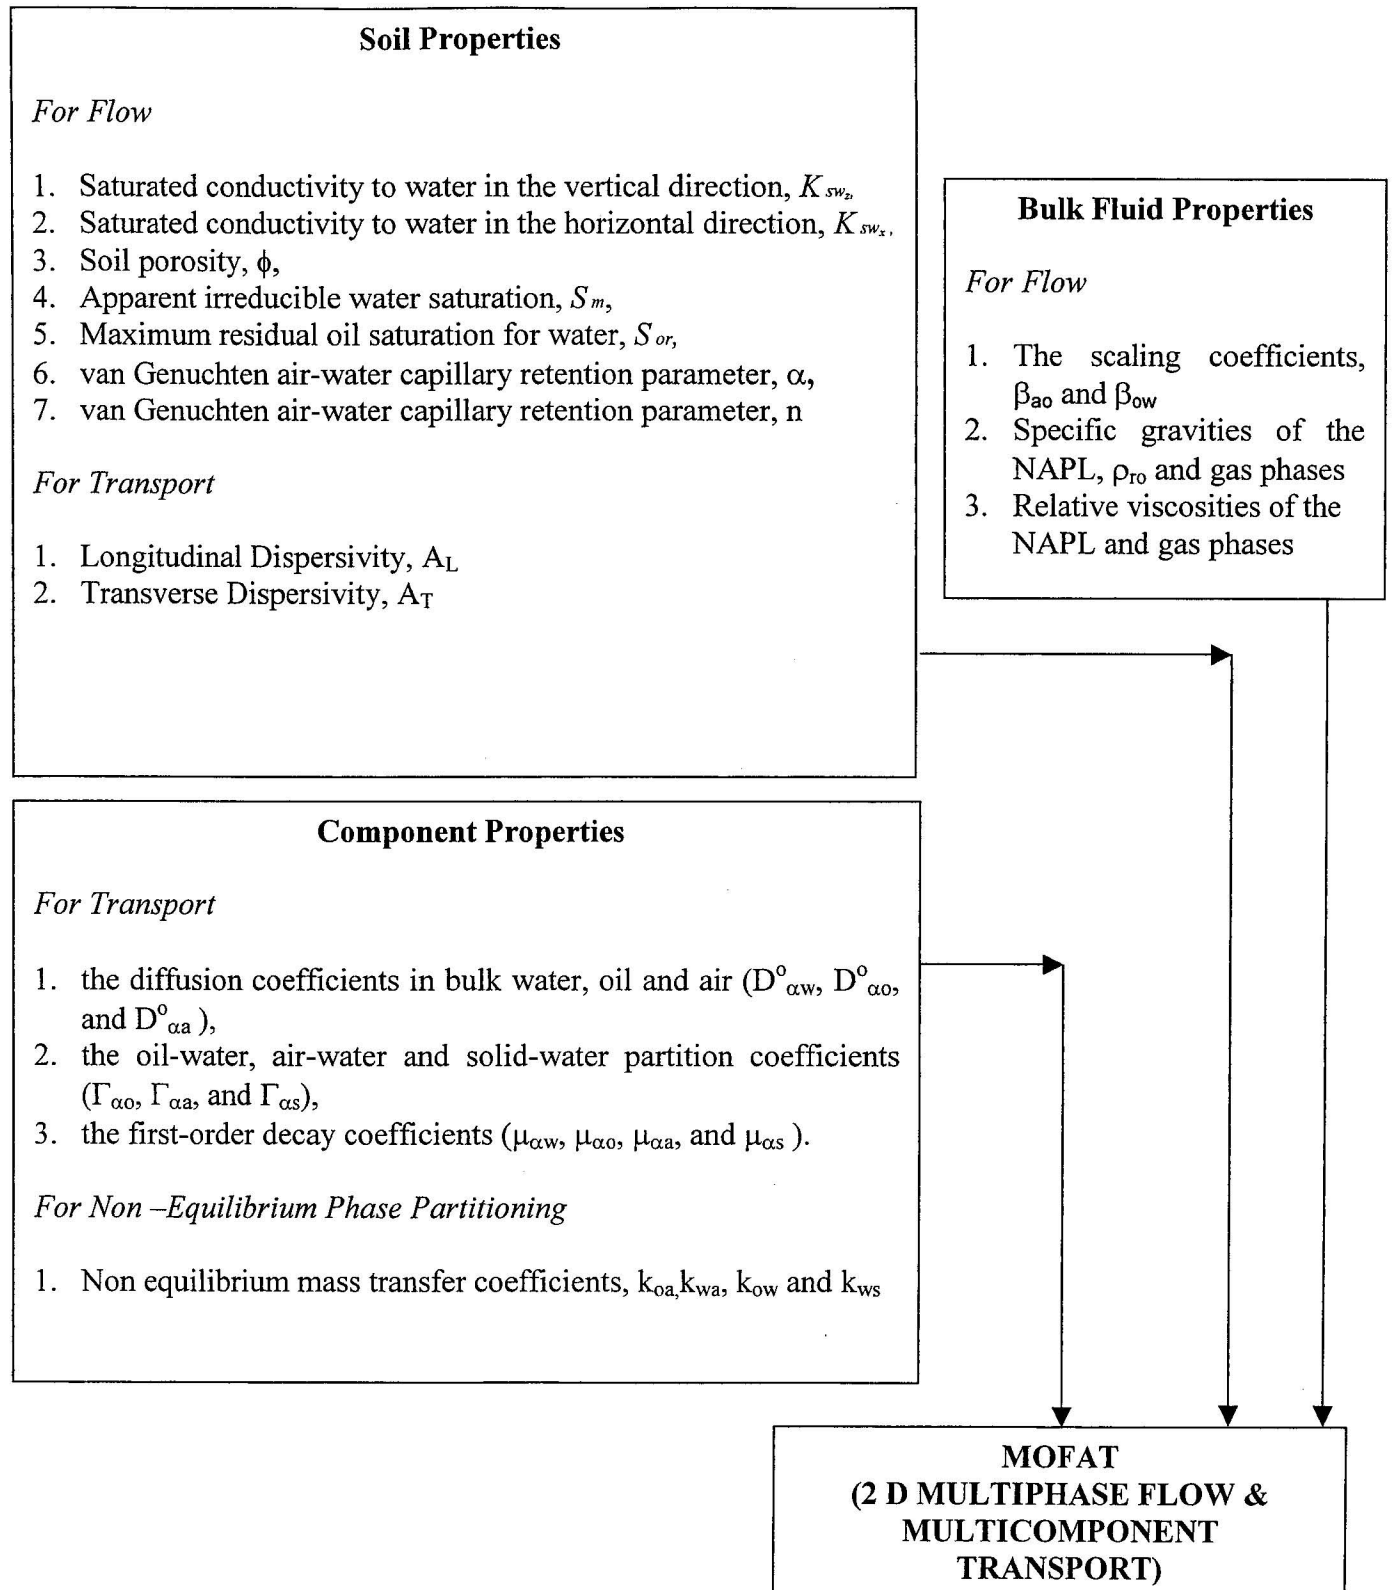 Soil Properties
For Flow
1. Saturated conductivity to water in the vertical direction, K sw_z,
2. Saturated conductivity to water in the horizontal direction, K sw_x ,
3. Soil porosity, ϕ,
4. Apparent irreducible water saturation, S m,
5. Maximum residual oil saturation for water, S or,
6. van Genuchten air-water capillary retention parameter, α,
7. van Genuchten air-water capillary retention parameter, n
For Transport
1. Longitudinal Dispersivity, A_L
2. Transverse Dispersivity, A_T
Bulk Fluid Properties
For Flow
1. The scaling coefficients,
β_ao and β_ow
2. Specific gravities of the
NAPL, ρ_ro and gas phases
3. Relative viscosities of the
NAPL and gas phases
Component Properties
For Transport
1. the diffusion coefficients in bulk water, oil and air (D°_αw, D°_αo,
and D°_αa ),
2. the oil-water, air-water and solid-water partition coefficients
(Γ_αo, Γ_αa, and Γ_αs),
3. the first-order decay coefficients (μ_αw, μ_αo, μ_αa, and μ_αs ).
For Non –Equilibrium Phase Partitioning
1. Non equilibrium mass transfer coefficients, k_oa,k_wa, k_ow and k_ws
MOFAT
(2 D MULTIPHASE FLOW &
MULTICOMPONENT
TRANSPORT)